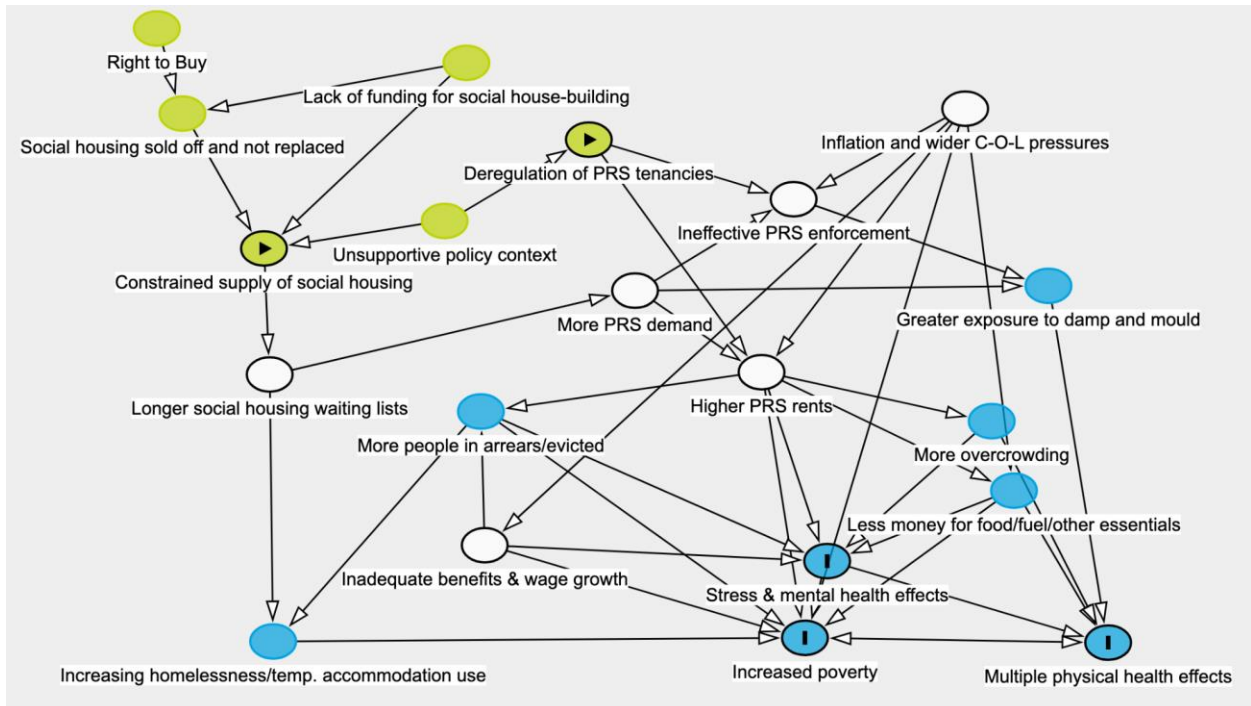 Right to Buy
Lack of funding for social house-building
Social housing sold off and not replaced
Inflation and wider C-O-L pressures
Deregulation of PRS tenancies
Ineffective PRS enforcement
Unsupportive policy context
Constrained supply of social housing
More PRS demand
Greater exposure to damp and mould
Longer social housing waiting lists
Higher PRS rents
More people in arrears/evicted
More overcrowding
Less money for food/fuel/other essentials
Inadequate benefits & wage growth
Stress & mental health effects
Increasing homelessness/temp. accommodation use
Increased poverty
Multiple physical health effects